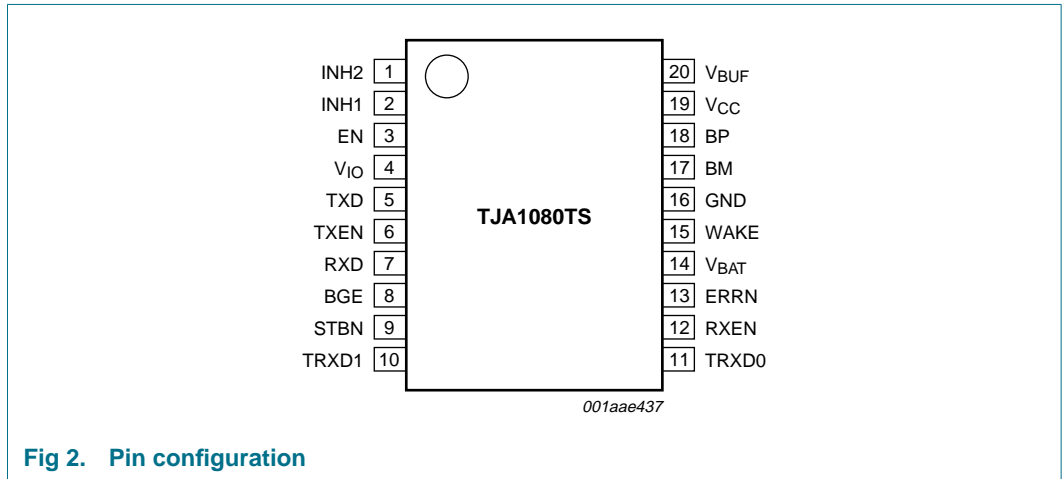 INH2 1
INH1 2
EN 3
VIO 4
TXD 5
TXEN 6
RXD 7
BGE 8
STBN 9
TRXD1 10
TJA1080TS
20 VBUF
19 VCC
18 BP
17 BM
16 GND
15 WAKE
14 VBAT
13 ERRN
12 RXEN
11 TRXD0
001aae437
Fig 2. Pin configuration